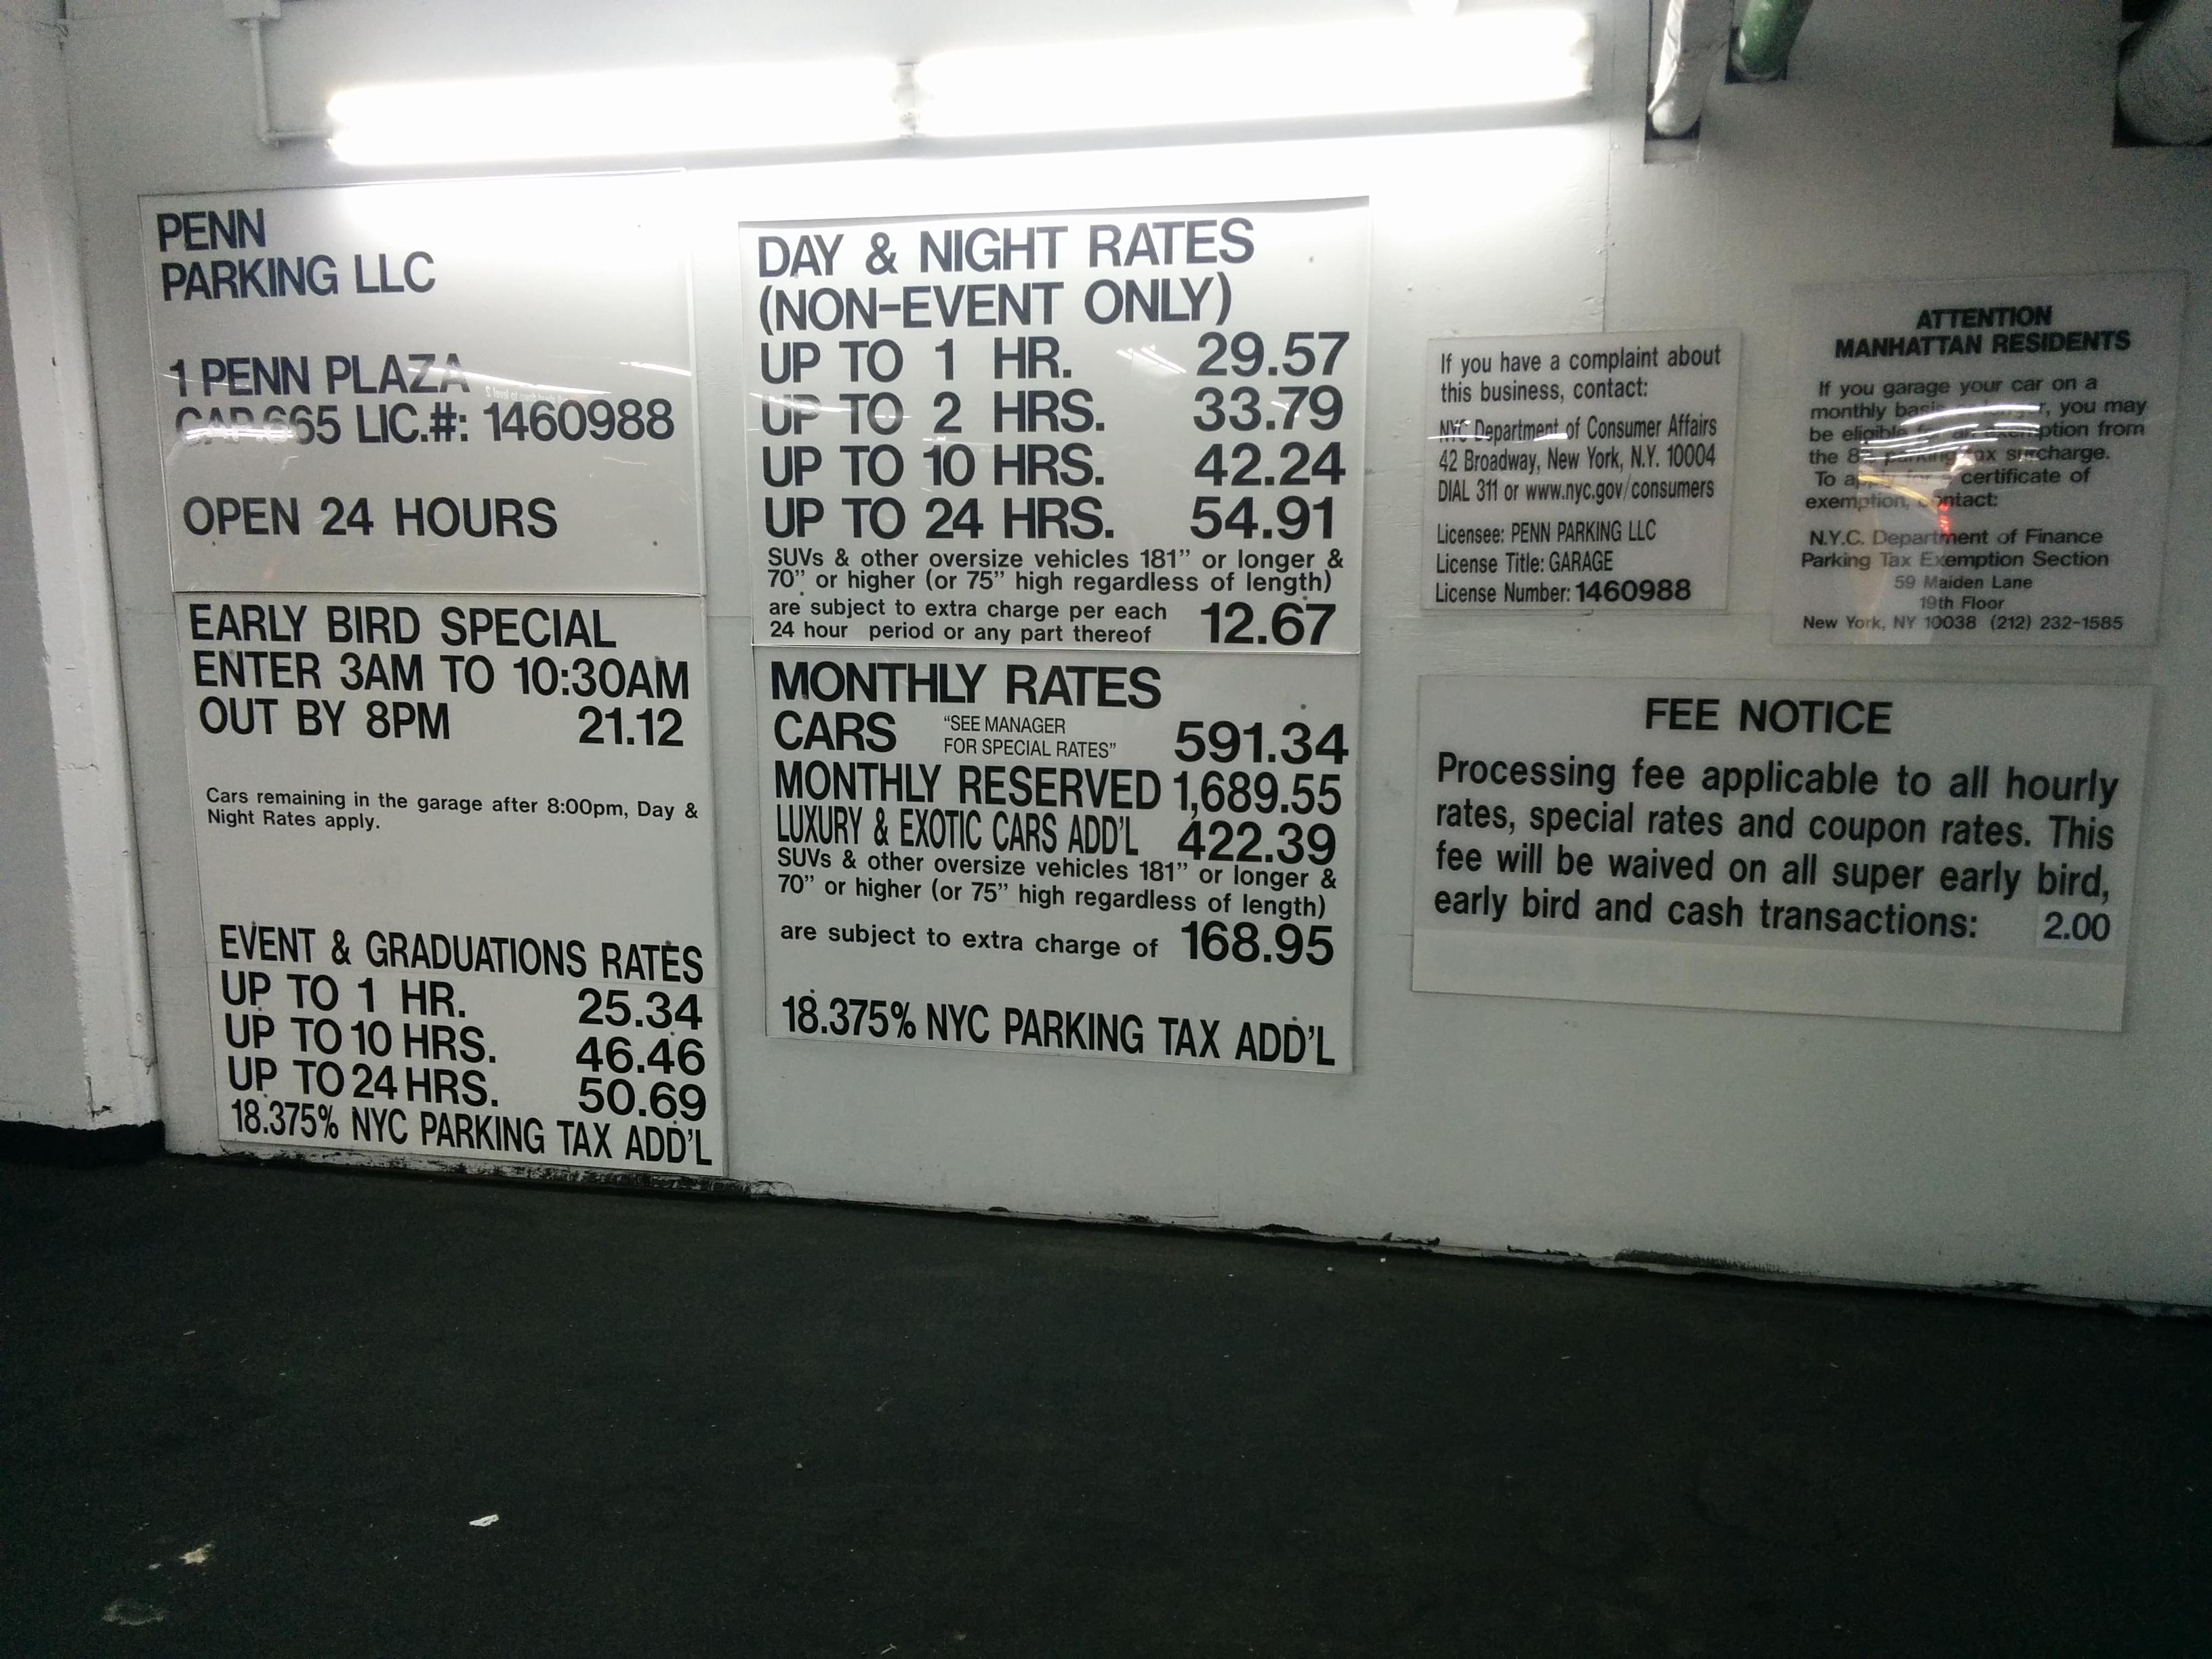 PENN
PARKING LLC
1 PENN PLAZA
CAP.665 LIC.#: 1460988
OPEN 24 HOURS
EARLY BIRD SPECIAL
ENTER 3AM TO 10:30AM
OUT BY 8PM 21.12
Cars remaining in the garage after 8:00pm, Day &
Night Rates apply.
EVENT & GRADUATIONS RATES
UP TO 1 HR. 25.34
UP TO 10 HRS. 46.46
UP TO 24 HRS. 50.69
18.375% NYC PARKING TAX ADD'L
DAY & NIGHT RATES
(NON-EVENT ONLY)
UP TO 1 HR. 29.57
UP TO 2 HRS. 33.79
UP TO 10 HRS. 42.24
UP TO 24 HRS. 54.91
SUVs & other oversize vehicles 181” or longer &
70” or higher (or 75” high regardless of length)
are subject to extra charge per each
24 hour period or any part thereof 12.67
MONTHLY RATES
CARS “SEE MANAGER
FOR SPECIAL RATES” 591.34
MONTHLY RESERVED 1,689.55
LUXURY & EXOTIC CARS ADD'L 422.39
SUVs & other oversize vehicles 181” or longer &
70” or higher (or 75” high regardless of length)
are subject to extra charge of 168.95
18.375% NYC PARKING TAX ADD'L
If you have a complaint about
this business, contact:
NYC Department of Consumer Affairs
42 Broadway, New York, N.Y. 10004
DIAL 311 or www.nyc.gov/consumers
Licensee: PENN PARKING LLC
License Title: GARAGE
License Number: 1460988
ATTENTION
MANHATTAN RESIDENTS
If you garage your car on a
monthly basis you may
be eligible for an exemption from
the 8% parking tax surcharge.
To apply for a certificate of
exemption, contact:
N.Y.C. Department of Finance
Parking Tax Exemption Section
59 Maiden Lane
19th Floor
New York, NY 10038 (212) 232-1585
FEE NOTICE
Processing fee applicable to all hourly
rates, special rates and coupon rates. This
fee will be waived on all super early bird,
early bird and cash transactions: 2.00